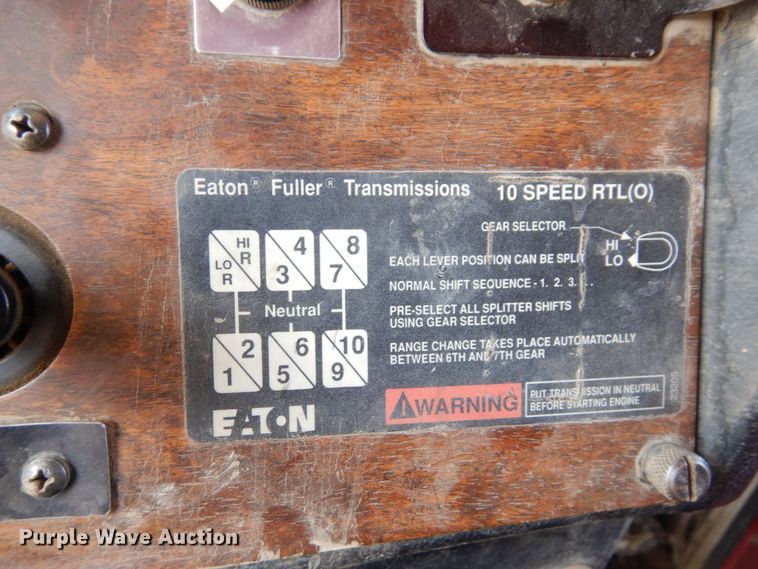 Eaton® Fuller® Transmissions 10 SPEED RTL(O)
GEAR SELECTOR
HI
LO
EACH LEVER POSITION CAN BE SPLIT
NORMAL SHIFT SEQUENCE - 1. 2. 3. . .
PRE-SELECT ALL SPLITTER SHIFTS
USING GEAR SELECTOR
RANGE CHANGE TAKES PLACE AUTOMATICALLY
BETWEEN 6TH AND 7TH GEAR
HI R 4 8
LO R 3 7
Neutral
2 6 10
1 5 9
EATON
WARNING
PUT TRANSMISSION IN NEUTRAL
BEFORE STARTING ENGINE
23205
Purple Wave Auction